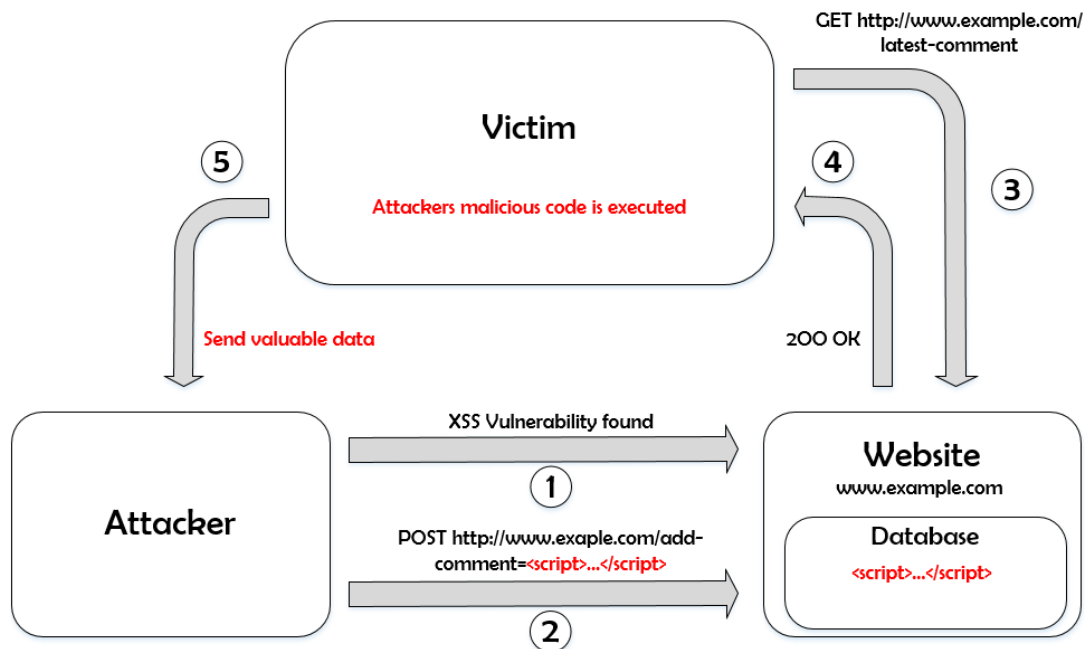 GET http://www.example.com/
latest-comment
Victim
Attackers malicious code is executed
5
4
3
Send valuable data
200 OK
XSS Vulnerability found
1
Attacker
POST http://www.exaple.com/add-
comment=<script>...</script>
2
Website
www.example.com
Database
<script>...</script>